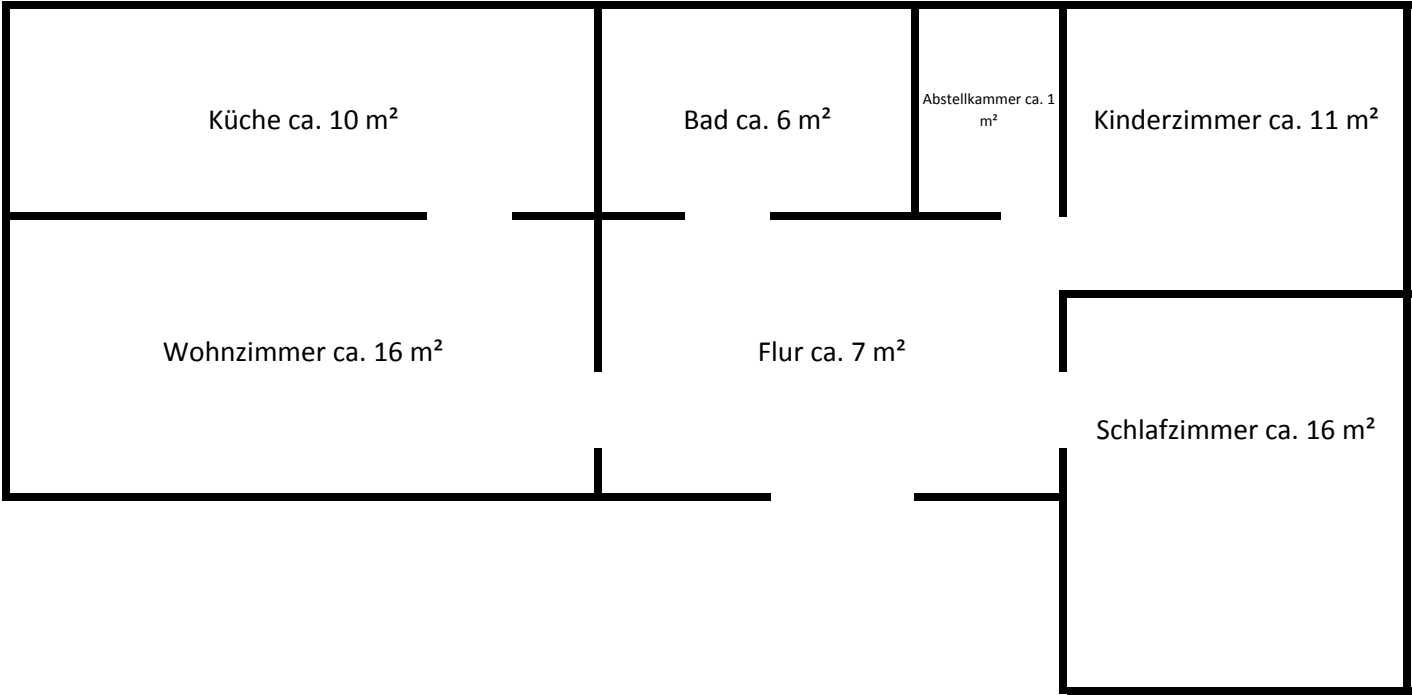 Küche ca. 10 m²
Bad ca. 6 m²
Abstellkammer ca. 1
m²
Kinderzimmer ca. 11 m²
Wohnzimmer ca. 16 m²
Flur ca. 7 m²
Schlafzimmer ca. 16 m²